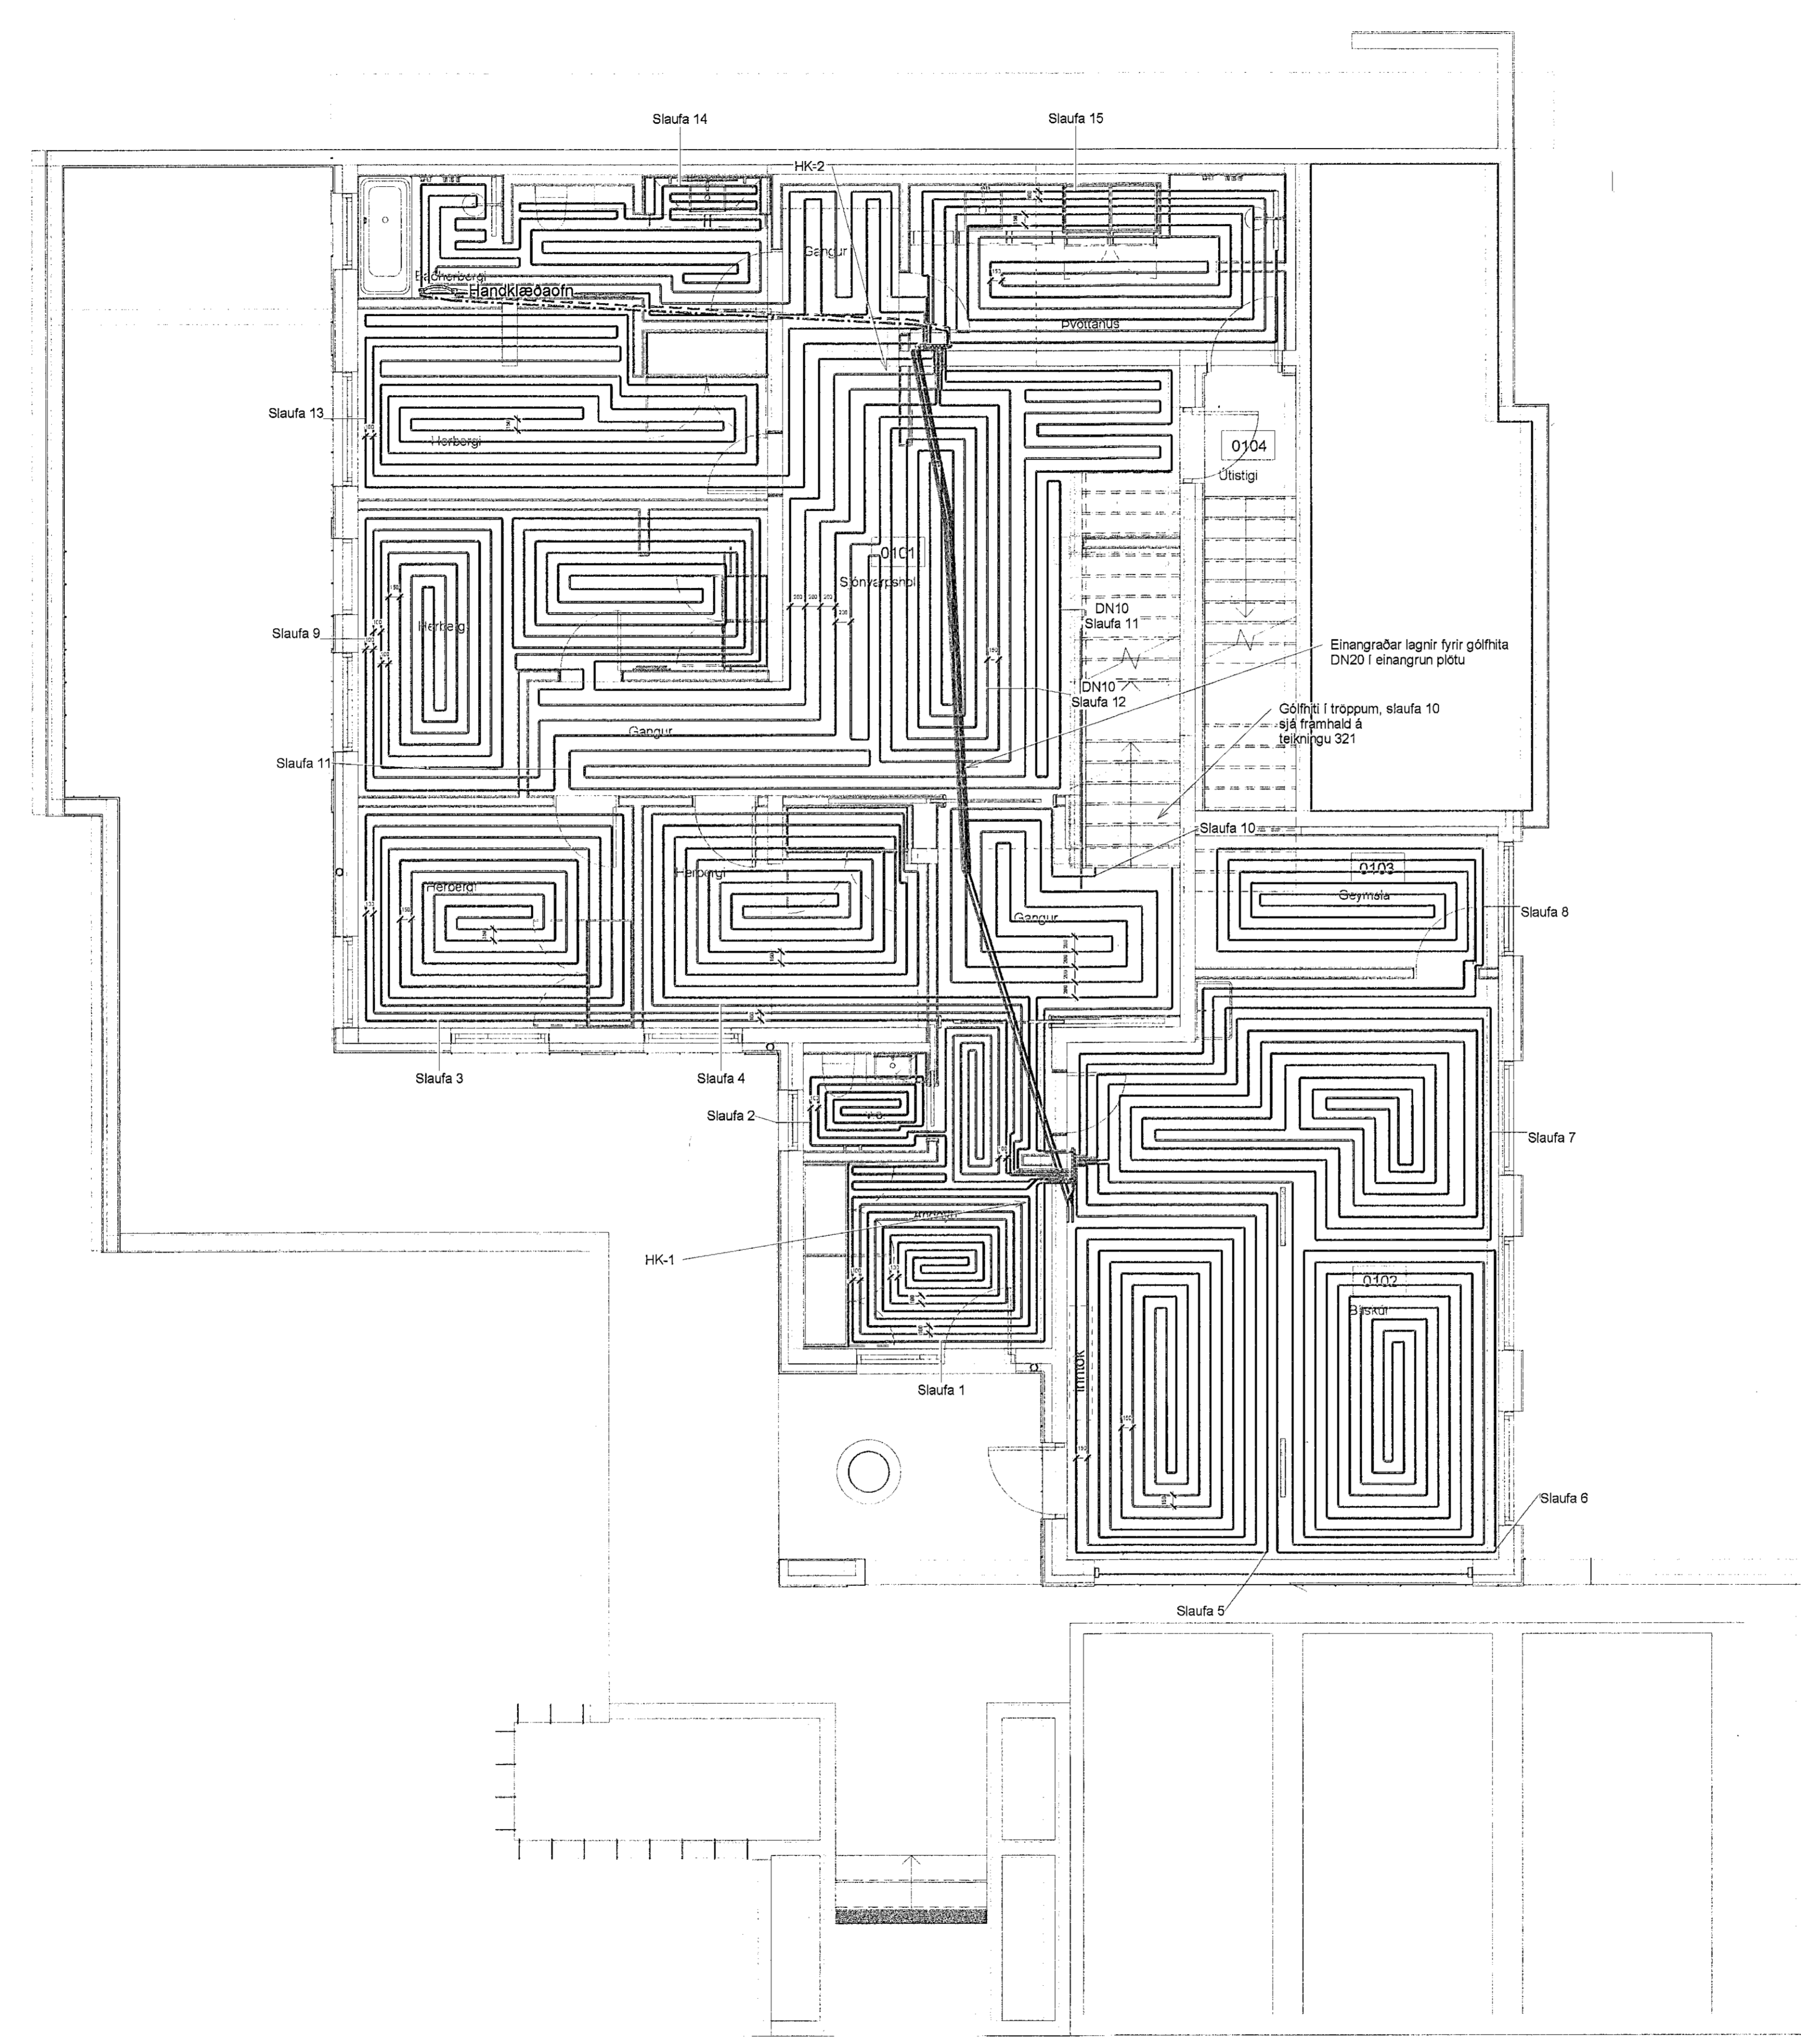 Slaufa 14
Slaufa 15
HK-2
Gangur
Baðherbergi
Handklæðaofn
Þvottahús
Slaufa 13
Herbergi
0104
Útistigi
0101
Sjónvarpshol
Slaufa 9
Herbergi
DN10
Slaufa 11
Einangraðar lagnir fyrir gólfhita
DN20 í einangrun plötu
DN10
Slaufa 12
Gólfhiti í tröppum, slaufa 10
sjá framhald á
teikningu 321
Gangur
Slaufa 11
Slaufa 10
0103
Geymsla
Herbergi
Herbergi
Gangur
Slaufa 8
Slaufa 3
Slaufa 4
Slaufa 2
Slaufa 7
HK-1
0102
Bílskúr
Inntök
Slaufa 1
Slaufa 6
Slaufa 5